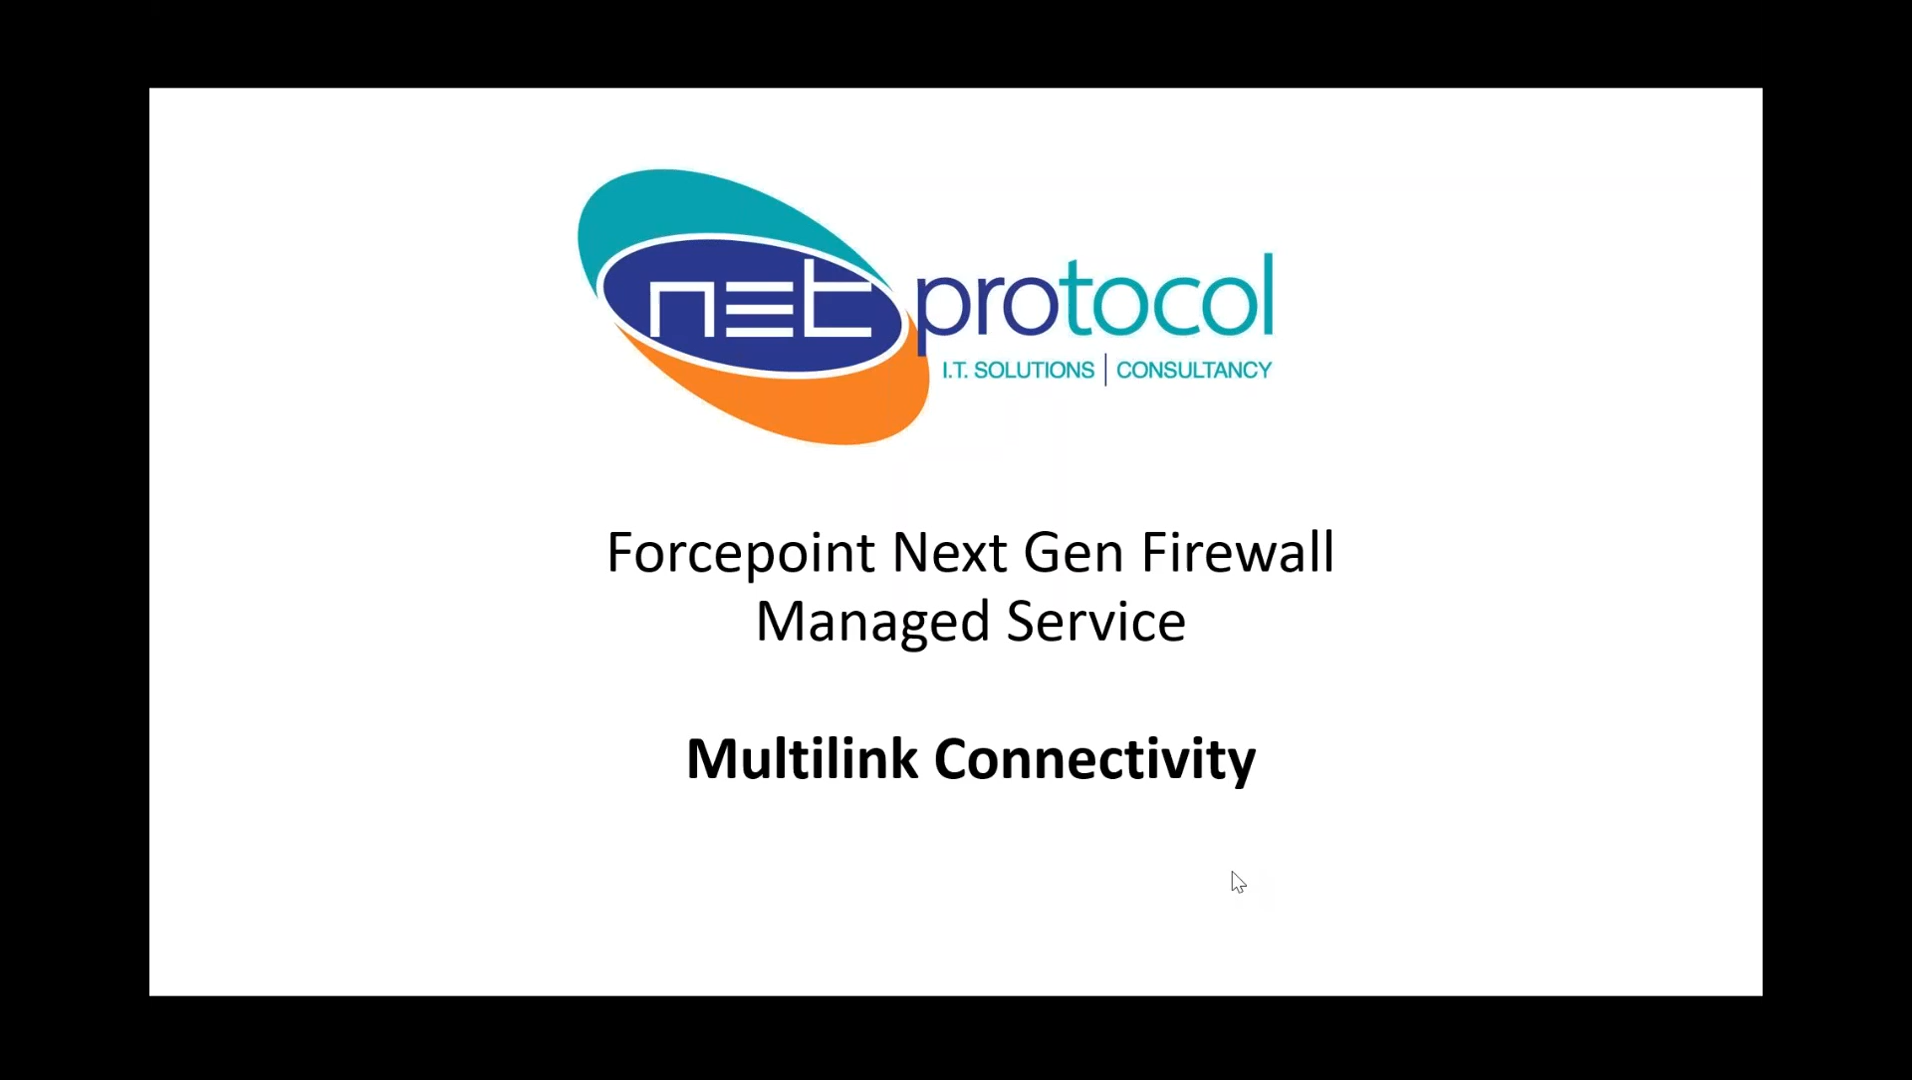 net protocol
I.T. SOLUTIONS | CONSULTANCY
Forcepoint Next Gen Firewall
Managed Service
Multilink Connectivity